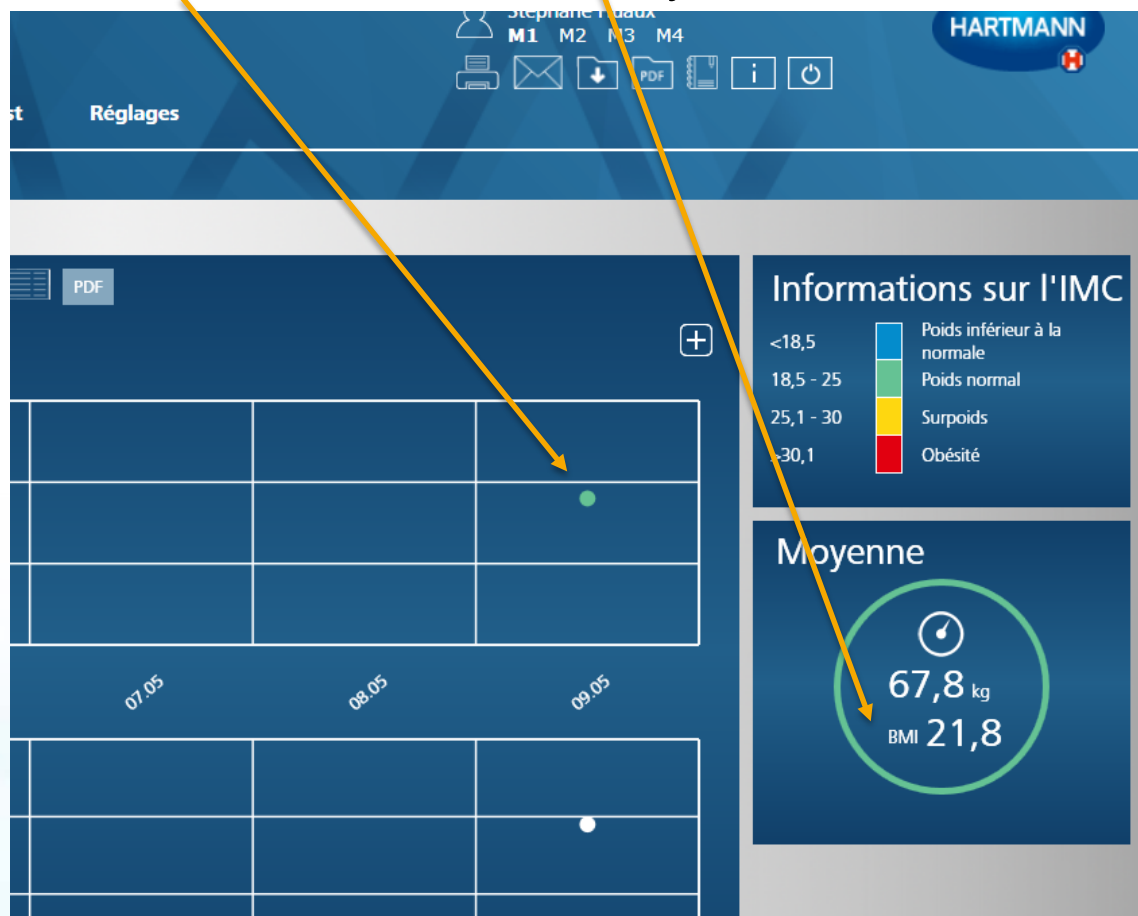 M1 M2 M3 M4
HARTMANN
PDF
i
st Réglages
PDF
Informations sur l'IMC
<18,5 Poids inférieur à la
normale
18,5 - 25 Poids normal
25,1 - 30 Surpoids
>30,1 Obésité
Moyenne
67,8 kg
BMI 21,8
07.05 08.05 09.05